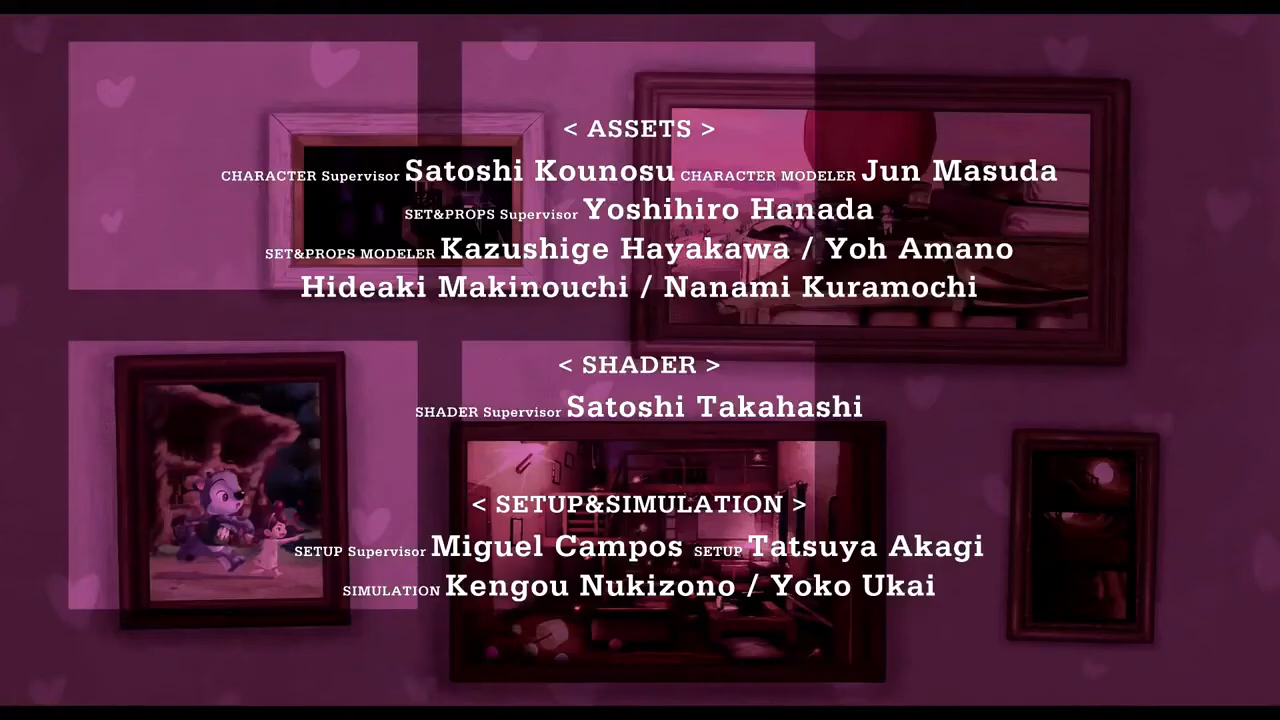 < ASSETS >
CHARACTER Supervisor Satoshi Kounosu CHARACTER MODELER Jun Masuda
SET&PROPS Supervisor Yoshihiro Hanada
SET&PROPS MODELER Kazushige Hayakawa / Yoh Amano
Hideaki Makinouchi / Nanami Kuramochi
< SHADER >
SHADER Supervisor Satoshi Takahashi
< SETUP&SIMULATION >
SETUP Supervisor Miguel Campos SETUP Tatsuya Akagi
SIMULATION Kengou Nukizono / Yoko Ukai